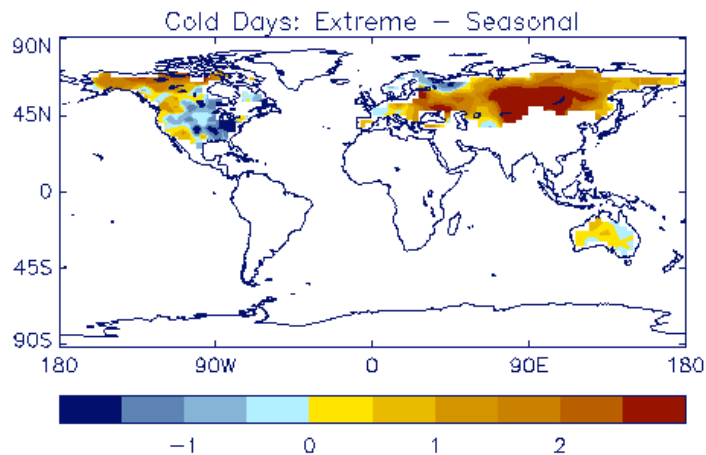 Cold Days: Extreme – Seasonal
90N
45N
0
45S
90S
180 90W 0 90E 180
−1 0 1 2